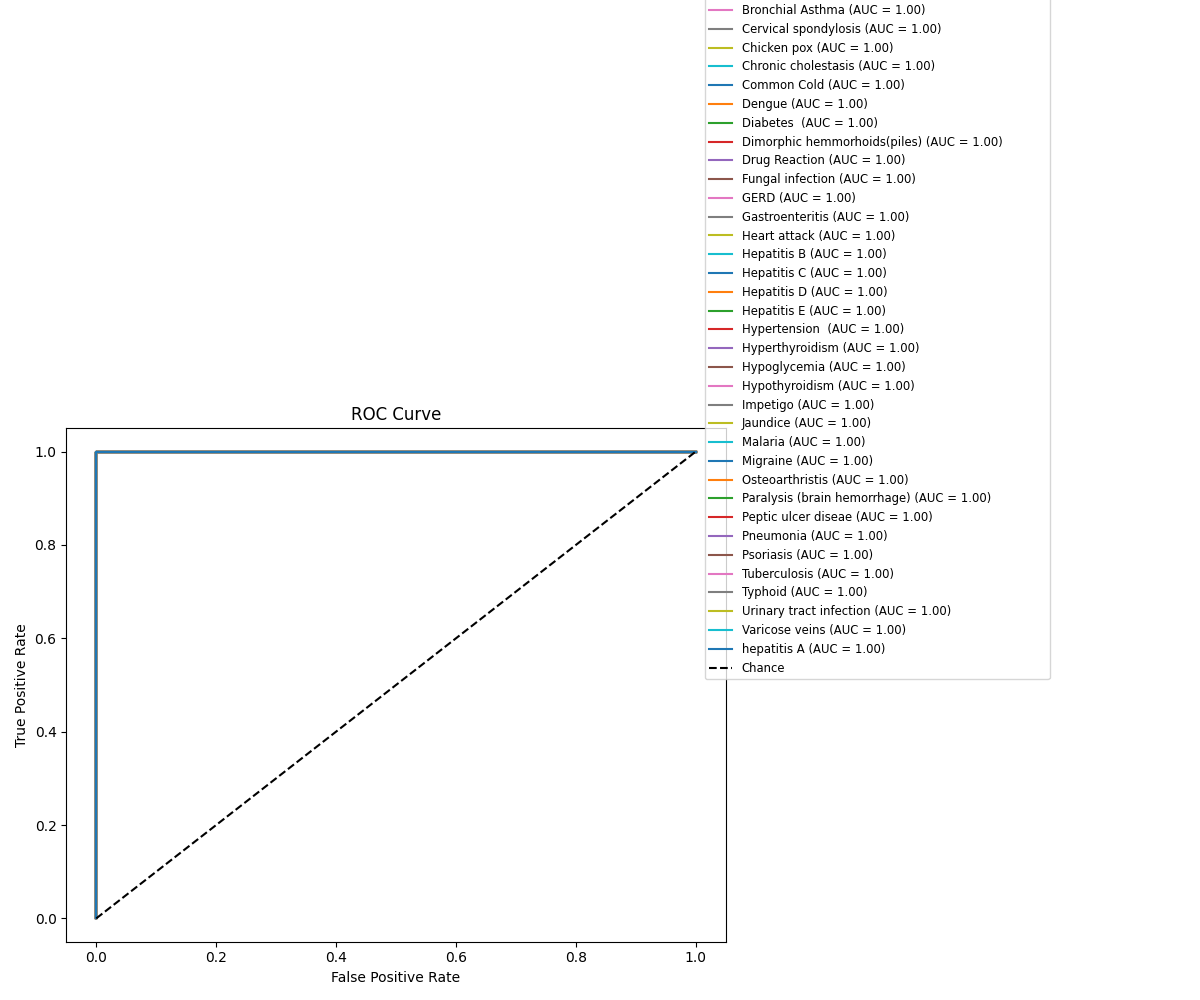 Bronchial Asthma (AUC = 1.00)
Cervical spondylosis (AUC = 1.00)
Chicken pox (AUC = 1.00)
Chronic cholestasis (AUC = 1.00)
Common Cold (AUC = 1.00)
Dengue (AUC = 1.00)
Diabetes  (AUC = 1.00)
Dimorphic hemmorhoids(piles) (AUC = 1.00)
Drug Reaction (AUC = 1.00)
Fungal infection (AUC = 1.00)
GERD (AUC = 1.00)
Gastroenteritis (AUC = 1.00)
Heart attack (AUC = 1.00)
Hepatitis B (AUC = 1.00)
Hepatitis C (AUC = 1.00)
Hepatitis D (AUC = 1.00)
Hepatitis E (AUC = 1.00)
Hypertension  (AUC = 1.00)
Hyperthyroidism (AUC = 1.00)
Hypoglycemia (AUC = 1.00)
Hypothyroidism (AUC = 1.00)
Impetigo (AUC = 1.00)
Jaundice (AUC = 1.00)
Malaria (AUC = 1.00)
Migraine (AUC = 1.00)
Osteoarthristis (AUC = 1.00)
Paralysis (brain hemorrhage) (AUC = 1.00)
Peptic ulcer diseae (AUC = 1.00)
Pneumonia (AUC = 1.00)
Psoriasis (AUC = 1.00)
Tuberculosis (AUC = 1.00)
Typhoid (AUC = 1.00)
Urinary tract infection (AUC = 1.00)
Varicose veins (AUC = 1.00)
hepatitis A (AUC = 1.00)
Chance
ROC Curve
True Positive Rate
1.0
0.8
0.6
0.4
0.2
0.0
0.0 0.2 0.4 0.6 0.8 1.0
False Positive Rate